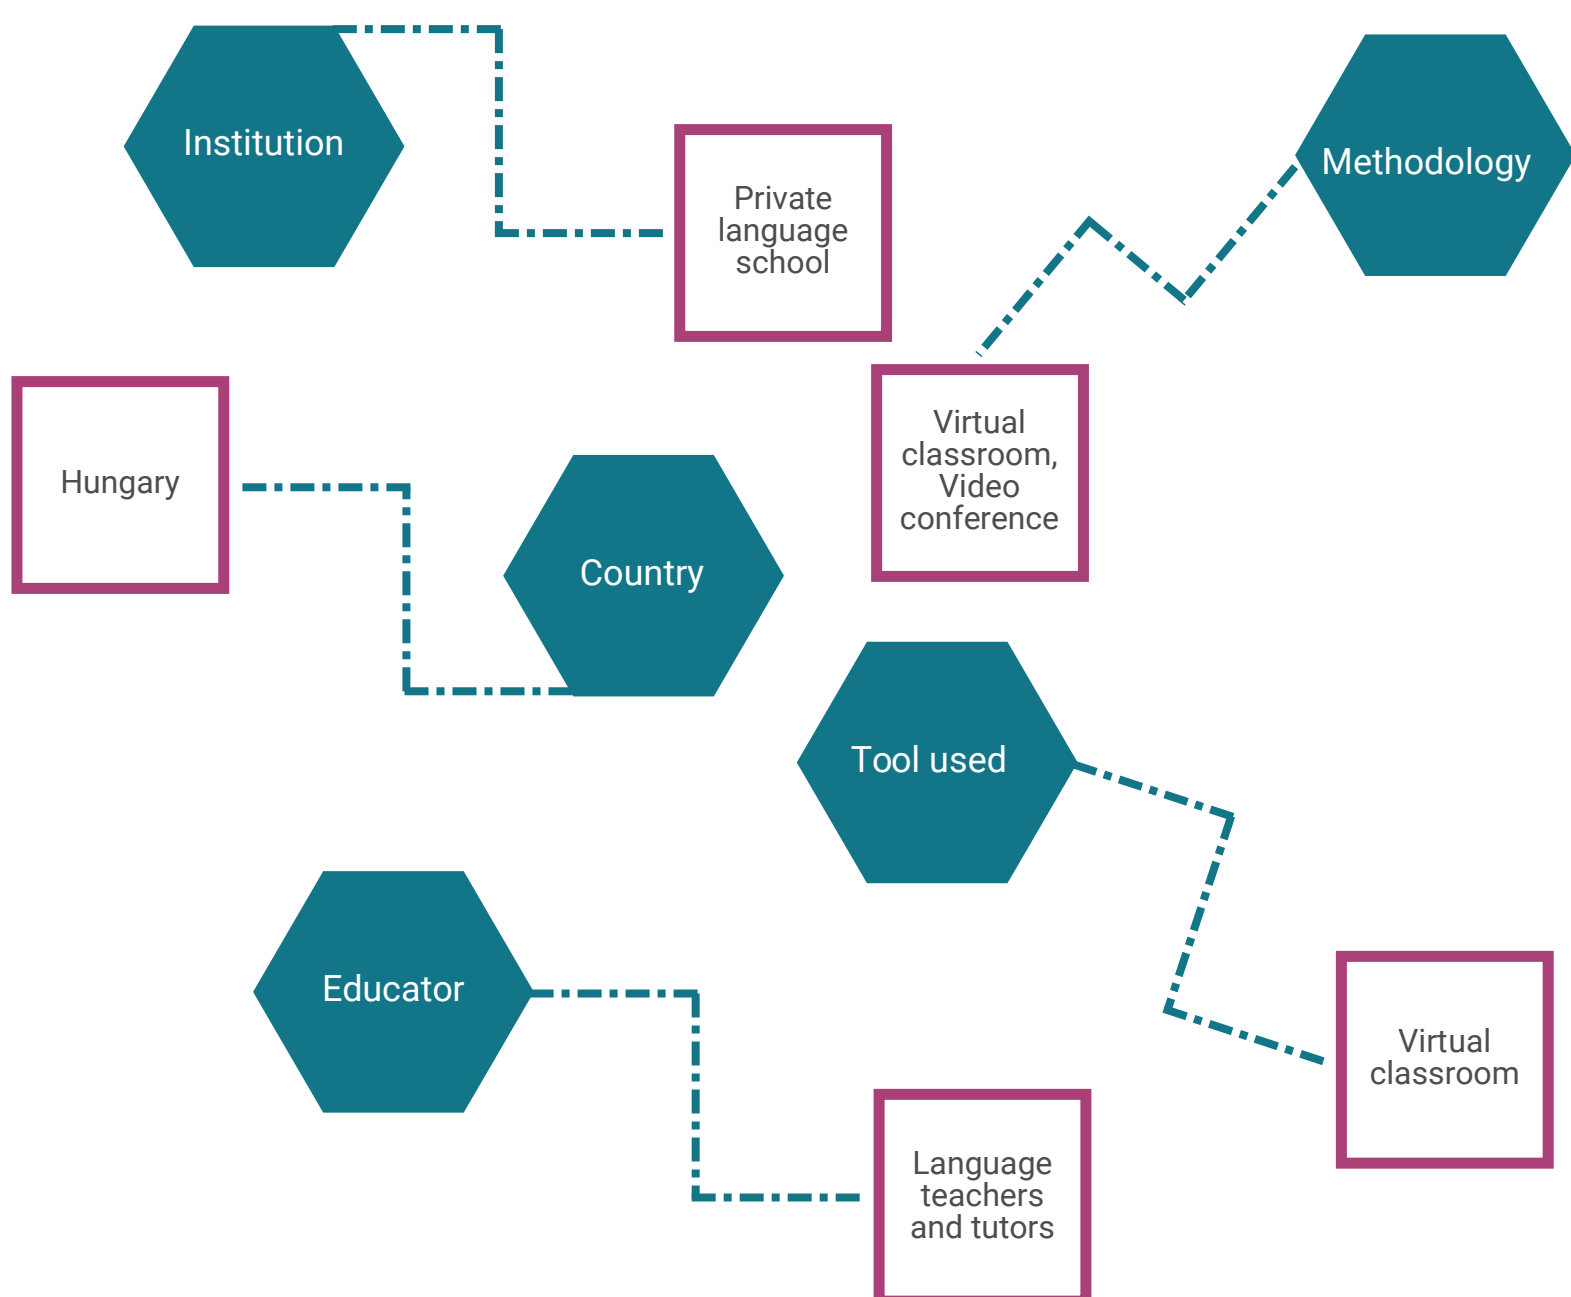 Institution
Methodology
Private
language
school
Virtual
classroom,
Video
conference
Hungary
Country
Tool used
Educator
Virtual
classroom
Language
teachers
and tutors